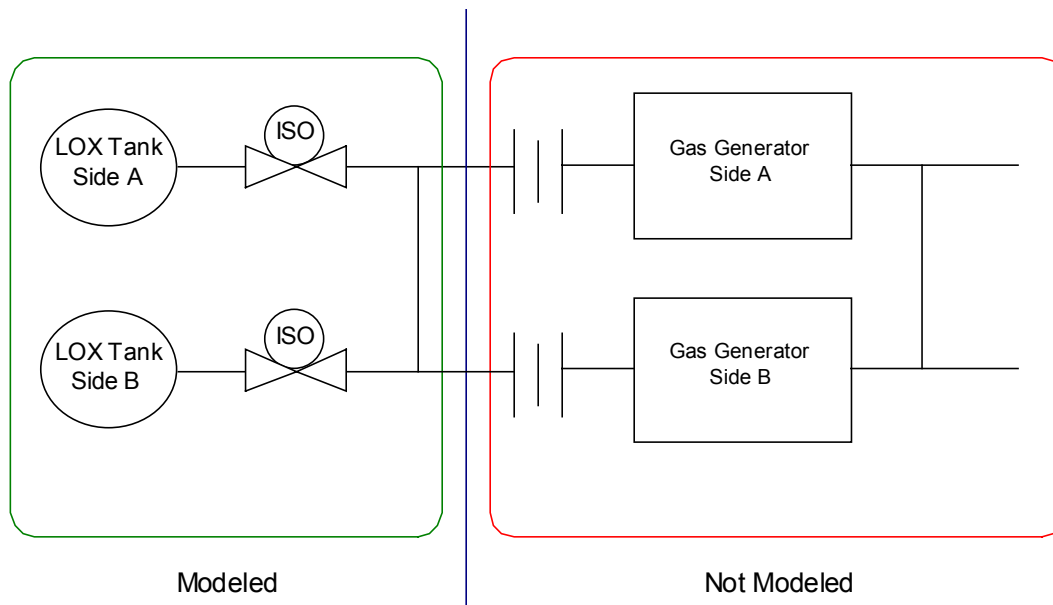 LOX Tank
Side A
ISO
Gas Generator
Side A
LOX Tank
Side B
ISO
Gas Generator
Side B
Modeled
Not Modeled